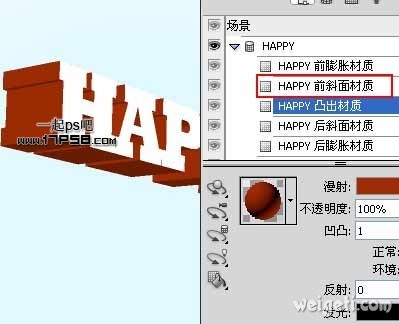 HAP
一起ps吧
17PSB.COM
场景
HAPPY
HAPPY 前膨胀材质
HAPPY 前斜面材质
HAPPY 凸出材质
HAPPY 后斜面材质
HAPPY 后膨胀材质
漫射:
不透明度: 100%
凹凸: 1
正常:
环境:
反射: 0
发光:
weigeti.com